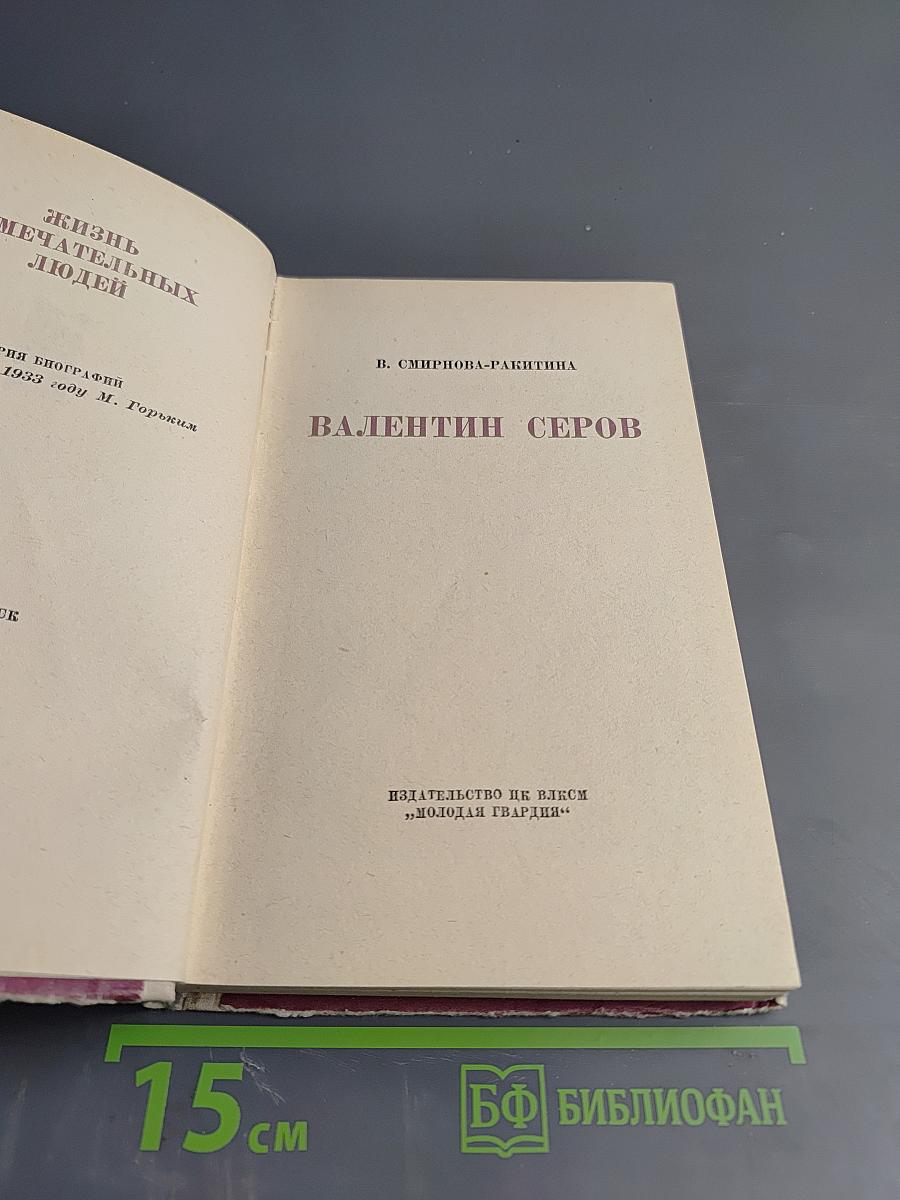 ЖИЗНЬ
МЕЧАТЕЛЬНЫХ
ЛЮДЕЙ
РИЯ БИОГРАФИЙ
1933 году М. Горьким
СК
В. СМИРНОВА-РАКИТИНА
ВАЛЕНТИН СЕРОВ
ИЗДАТЕЛЬСТВО ЦК ВЛКСМ
„МОЛОДАЯ ГВАРДИЯ“
15 см
БФ БИБЛИОФАН